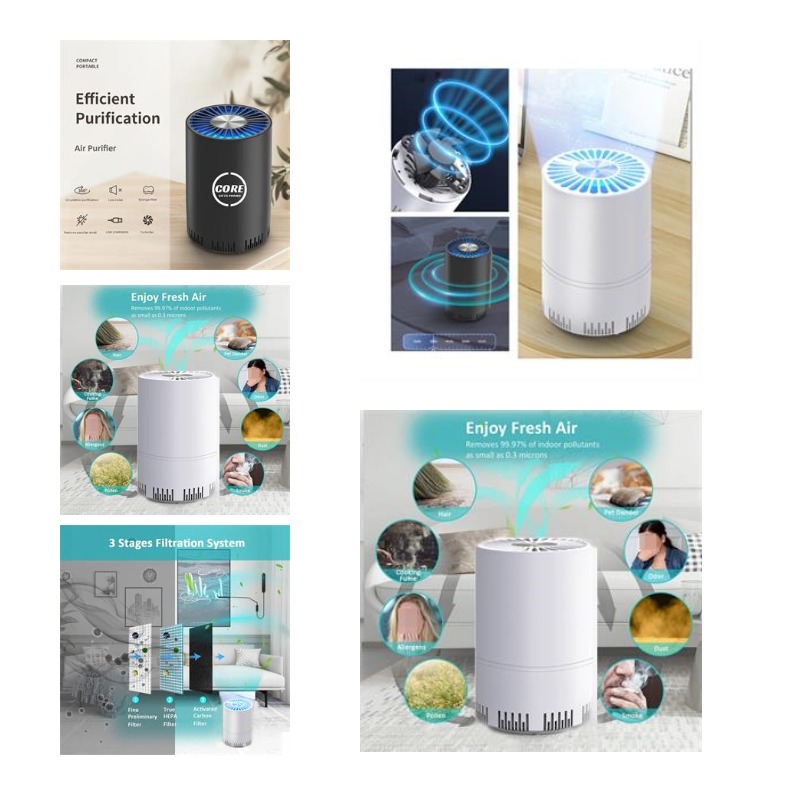 COMPACT
PORTABLE
Efficient
Purification
Air Purifier
CORE
Enjoy Fresh Air
Removes 99.97% of indoor pollutants
as small as 0.3 microns
Hair
Pet Dander
Cooking
Fume
Odor
Allergens
Dust
Pollen
Smoke
3 Stages Filtration System
1
2
3
Fine
Preliminary
Filter
True
HEPA
Filter
Activated
Carbon
Filter
Enjoy Fresh Air
Removes 99.97% of indoor pollutants
as small as 0.3 microns
Hair
Pet Dander
Cooking
Fume
Odor
Allergens
Dust
Pollen
Smoke